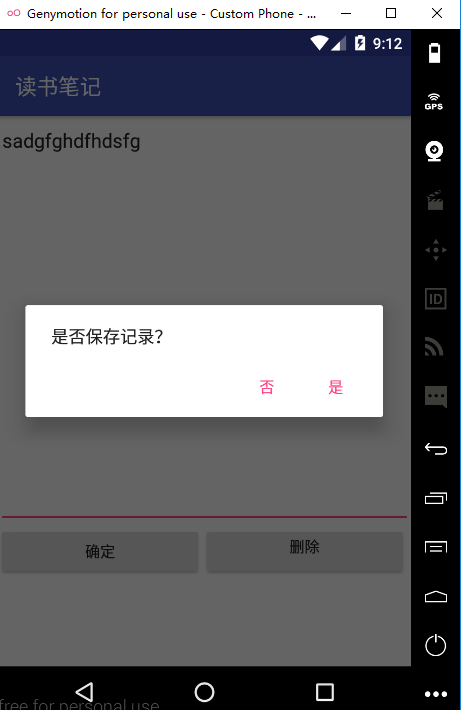 Genymotion for personal use - Custom Phone - ...
9:12
GPS
读书笔记
sadgfghdfhdsfg
ID
是否保存记录？
否 是
确定 删除
free for personal use